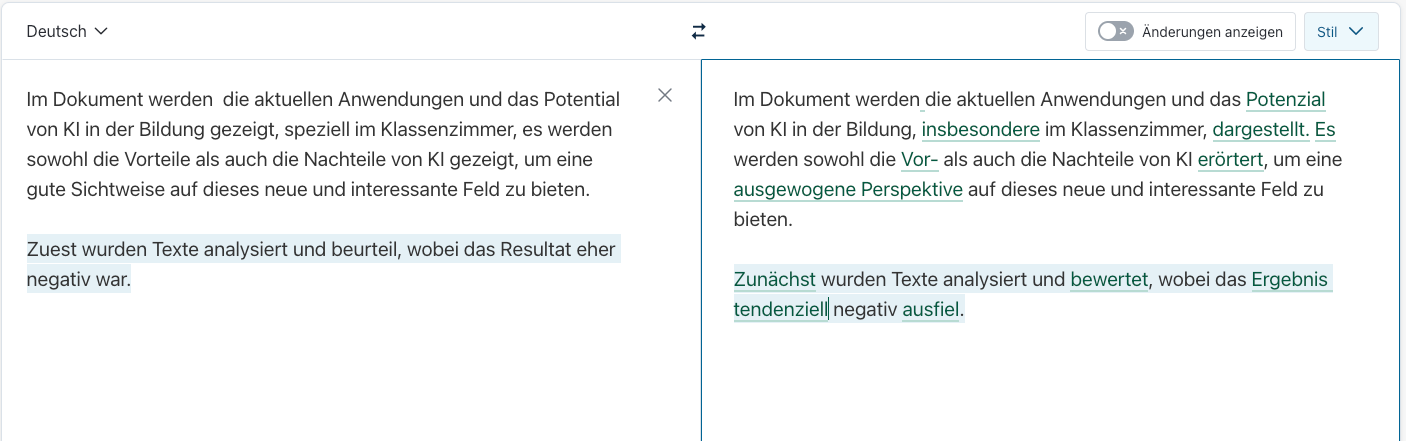 Deutsch
Änderungen anzeigen
Stil
Im Dokument werden  die aktuellen Anwendungen und das Potential
von KI in der Bildung gezeigt, speziell im Klassenzimmer, es werden
sowohl die Vorteile als auch die Nachteile von KI gezeigt, um eine
gute Sichtweise auf dieses neue und interessante Feld zu bieten.
Zuest wurden Texte analysiert und beurteil, wobei das Resultat eher
negativ war.
Im Dokument werden die aktuellen Anwendungen und das Potenzial
von KI in der Bildung, insbesondere im Klassenzimmer, dargestellt. Es
werden sowohl die Vor- als auch die Nachteile von KI erörtert, um eine
ausgewogene Perspektive auf dieses neue und interessante Feld zu
bieten.
Zunächst wurden Texte analysiert und bewertet, wobei das Ergebnis
tendenziell negativ ausfiel.